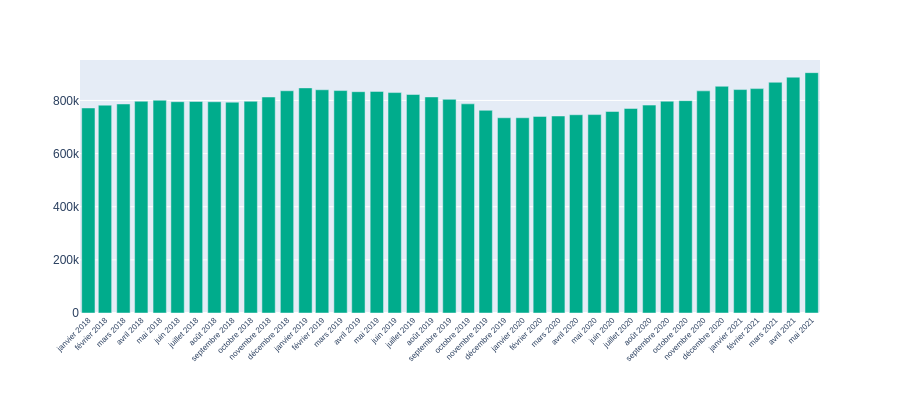 800k
600k
400k
200k
0
janvier 2018
février 2018
mars 2018
avril 2018
mai 2018
juin 2018
juillet 2018
août 2018
septembre 2018
octobre 2018
novembre 2018
décembre 2018
janvier 2019
février 2019
mars 2019
avril 2019
mai 2019
juin 2019
juillet 2019
août 2019
septembre 2019
octobre 2019
novembre 2019
décembre 2019
janvier 2020
février 2020
mars 2020
avril 2020
mai 2020
juin 2020
juillet 2020
août 2020
septembre 2020
octobre 2020
novembre 2020
décembre 2020
janvier 2021
février 2021
mars 2021
avril 2021
mai 2021